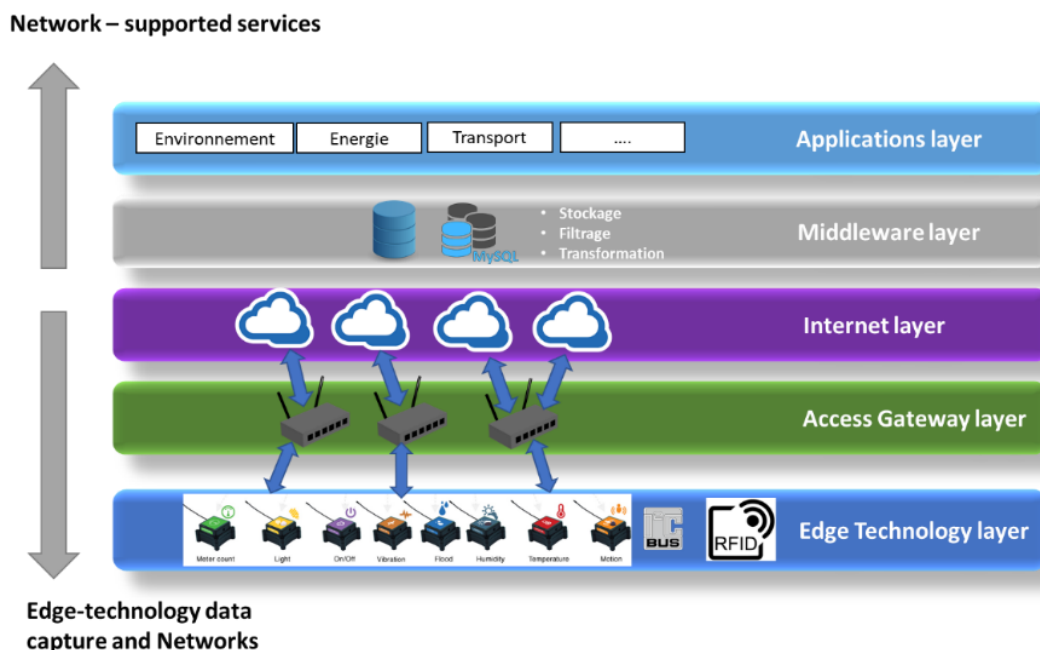 Network – supported services
Environnement
Energie
Transport
....
Applications layer
• Stockage
• Filtrage
• Transformation
MySQL
Middleware layer
Internet layer
Access Gateway layer
Meter count
Light
On/Off
Vibration
Flood
Humidity
Temperature
Motion
BUS
RFID
Edge Technology layer
Edge-technology data
capture and Networks